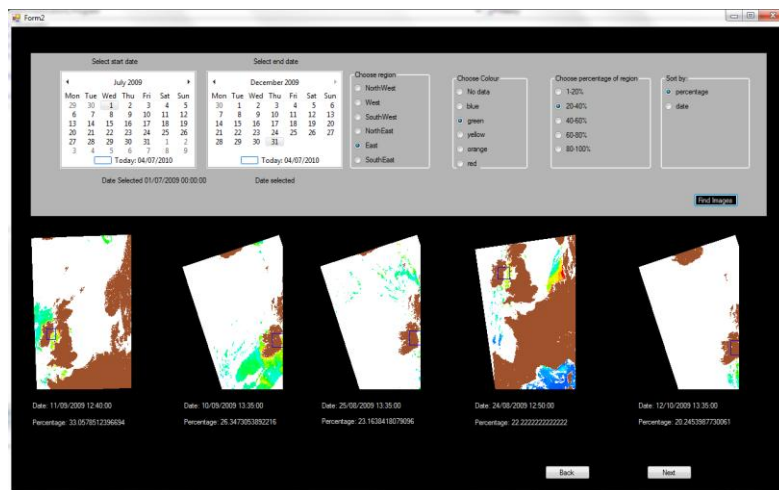 Form2
Select start date
Select end date
July 2009
Mon Tue Wed Thu Fri Sat Sun
29 30 1 2 3 4 5
6 7 8 9 10 11 12
13 14 15 16 17 18 19
20 21 22 23 24 25 26
27 28 29 30 31 1 2
3 4 5 6 7 8 9
Today: 04/07/2010
December 2009
Mon Tue Wed Thu Fri Sat Sun
30 1 2 3 4 5 6
7 8 9 10 11 12 13
14 15 16 17 18 19 20
21 22 23 24 25 26 27
28 29 30 31
Today: 04/07/2010
Date Selected 01/07/2009 00:00:00
Date selected
Choose region
NorthWest
West
SouthWest
NorthEast
East
SouthEast
Choose Colour
No data
blue
green
yellow
orange
red
Choose percentage of region
1-20%
20-40%
40-60%
60-80%
80-100%
Sort by:
percentage
date
Find Images
Date: 11/09/2009 12:40:00
Percentage: 33.0578512396694
Date: 10/09/2009 13:35:00
Percentage: 26.3473053892216
Date: 25/08/2009 13:35:00
Percentage: 23.1638418079096
Date: 24/08/2009 12:50:00
Percentage: 22.2222222222222
Date: 12/10/2009 13:35:00
Percentage: 20.2453987730061
Back
Next